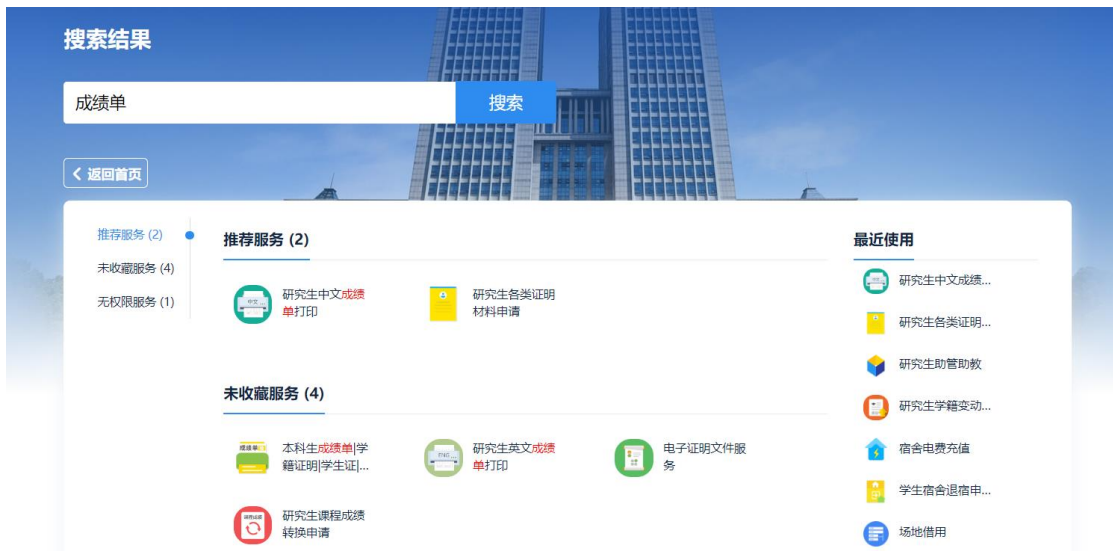 搜索结果
成绩单
搜索
返回首页
推荐服务 (2)
未收藏服务 (4)
无权限服务 (1)
推荐服务 (2)
研究生中文成绩
单打印
研究生各类证明
材料申请
未收藏服务 (4)
本科生成绩单|学
籍证明|学生证|...
研究生英文成绩
单打印
电子证明文件服
务
研究生课程成绩
转换申请
最近使用
研究生中文成绩...
研究生各类证明...
研究生助管助教
研究生学籍变动...
宿舍电费充值
学生宿舍退宿申...
场地借用